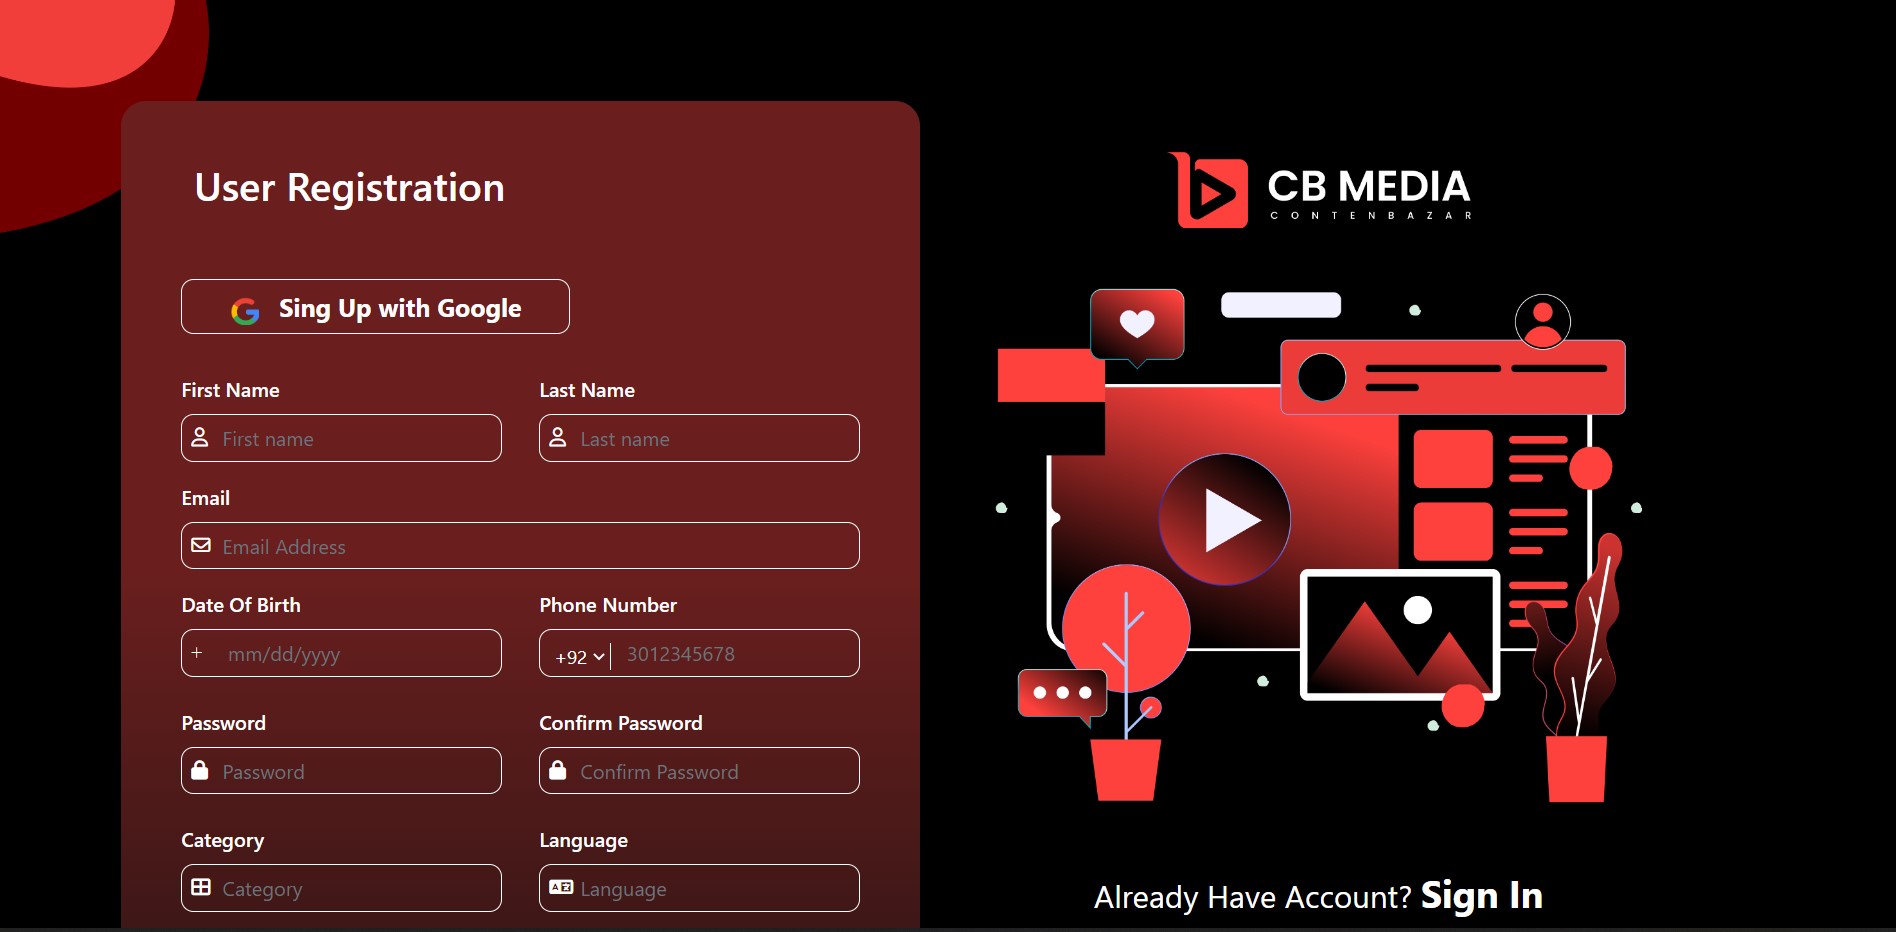 User Registration
Sing Up with Google
First Name
Last Name
First name
Last name
Email
Email Address
Date Of Birth
Phone Number
+ mm/dd/yyyy
+92
3012345678
Password
Confirm Password
Password
Confirm Password
Category
Language
Category
Language
CB MEDIA
CONTENBAZAR
Already Have Account? Sign In